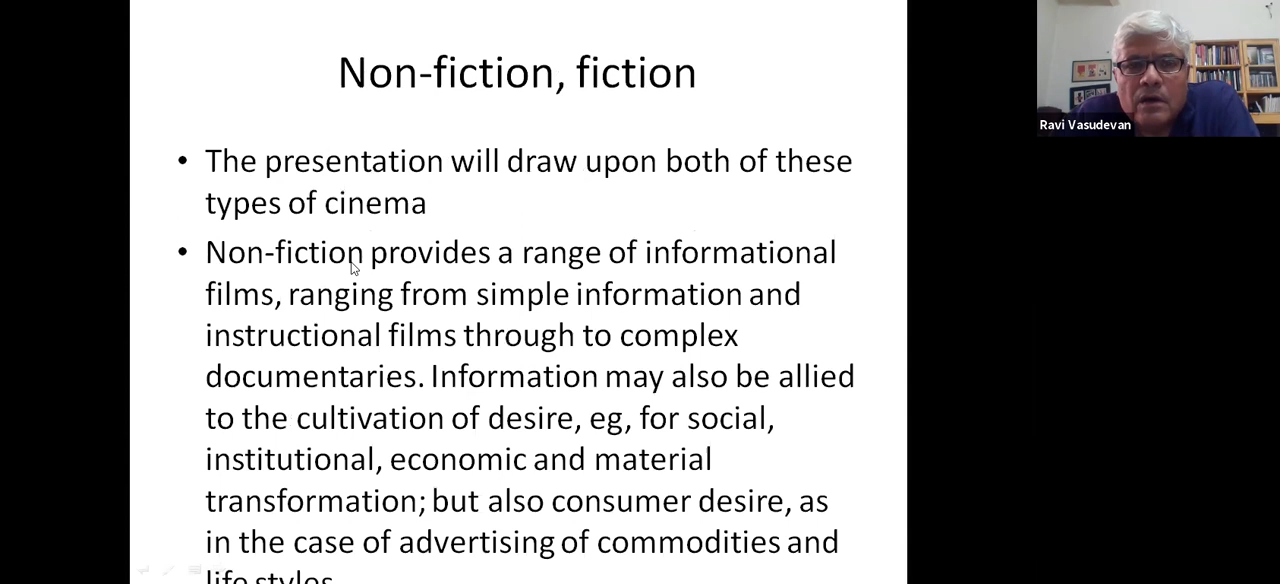 Non-fiction, fiction
Ravi Vasudevan
• The presentation will draw upon both of these
types of cinema
• Non-fiction provides a range of informational
films, ranging from simple information and
instructional films through to complex
documentaries. Information may also be allied
to the cultivation of desire, eg, for social,
institutional, economic and material
transformation; but also consumer desire, as
in the case of advertising of commodities and
life styles